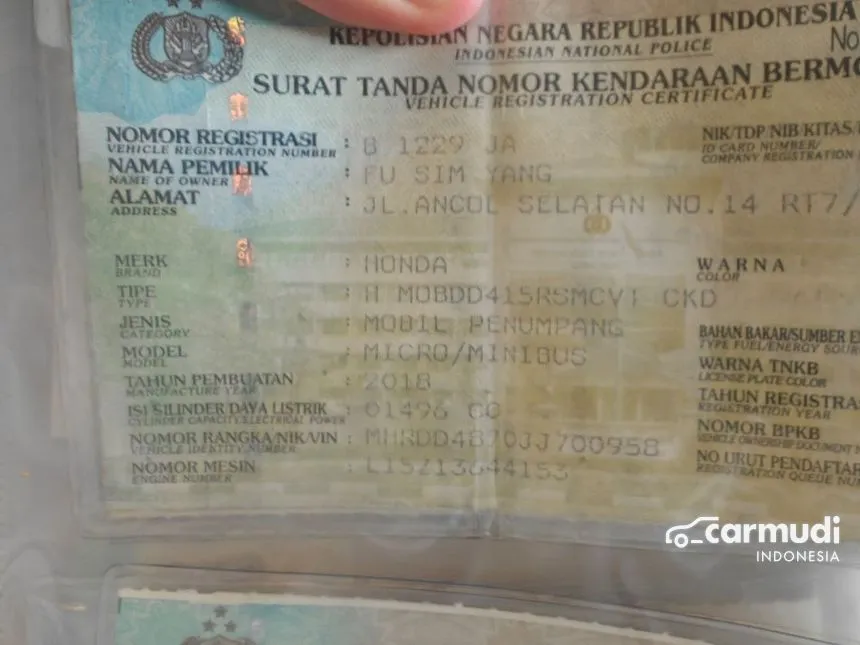 KEPOLISIAN NEGARA REPUBLIK INDONESIA
INDONESIAN NATIONAL POLICE
No
SURAT TANDA NOMOR KENDARAAN BERMO
VEHICLE REGISTRATION CERTIFICATE
NOMOR REGISTRASI : B 1229 JA
VEHICLE REGISTRATION NUMBER
NIK/TDP/NIB/KITAS/
ID CARD NUMBER/
COMPANY REGISTRATION
NAMA PEMILIK : FU SIM YANG
NAME OF OWNER
ALAMAT : JL.ANCOL SELATAN NO.14 RT7/
ADDRESS
MERK : HONDA
BRAND
WARNA
COLOR
TIPE : H MOBDD415RSMCVT CKD
TYPE
JENIS : MOBIL PENUMPANG
CATEGORY
BAHAN BAKAR/SUMBER E
TYPE FUEL/ENERGY SOUR
MODEL : MICRO/MINIBUS
MODEL
WARNA TNKB
LICENSE PLATE COLOR
TAHUN PEMBUATAN : 2018
MANUFACTURE YEAR
TAHUN REGISTRAS
REGISTRATION YEAR
ISI SILINDER/DAYA LISTRIK : 01496 CC
CYLINDER CAPACITY/ELECTRICAL POWER
NOMOR BPKB
VEHICLE OWNERSHIP DOCUMENT N
NOMOR RANGKA/NIK/VIN : MHRDD4870JJ700958
VEHICLE IDENTITY NUMBER
NO URUT PENDAFTAR
REGISTRATION QUEUE NUM
NOMOR MESIN : L15Z13644153
ENGINE NUMBER
carmudi
INDONESIA